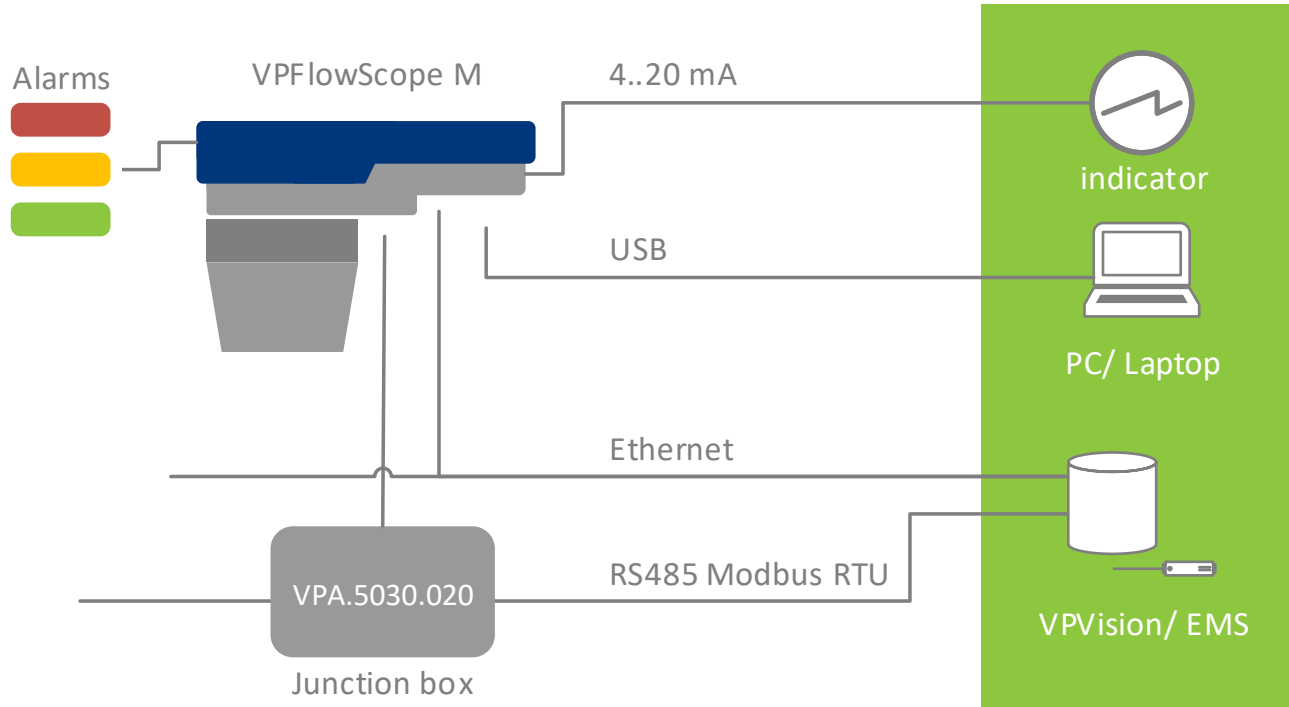 Alarms
VPFlowScope M
4..20 mA
indicator
USB
PC/ Laptop
Ethernet
VPA.5030.020
RS485 Modbus RTU
VPVision/ EMS
Junction box